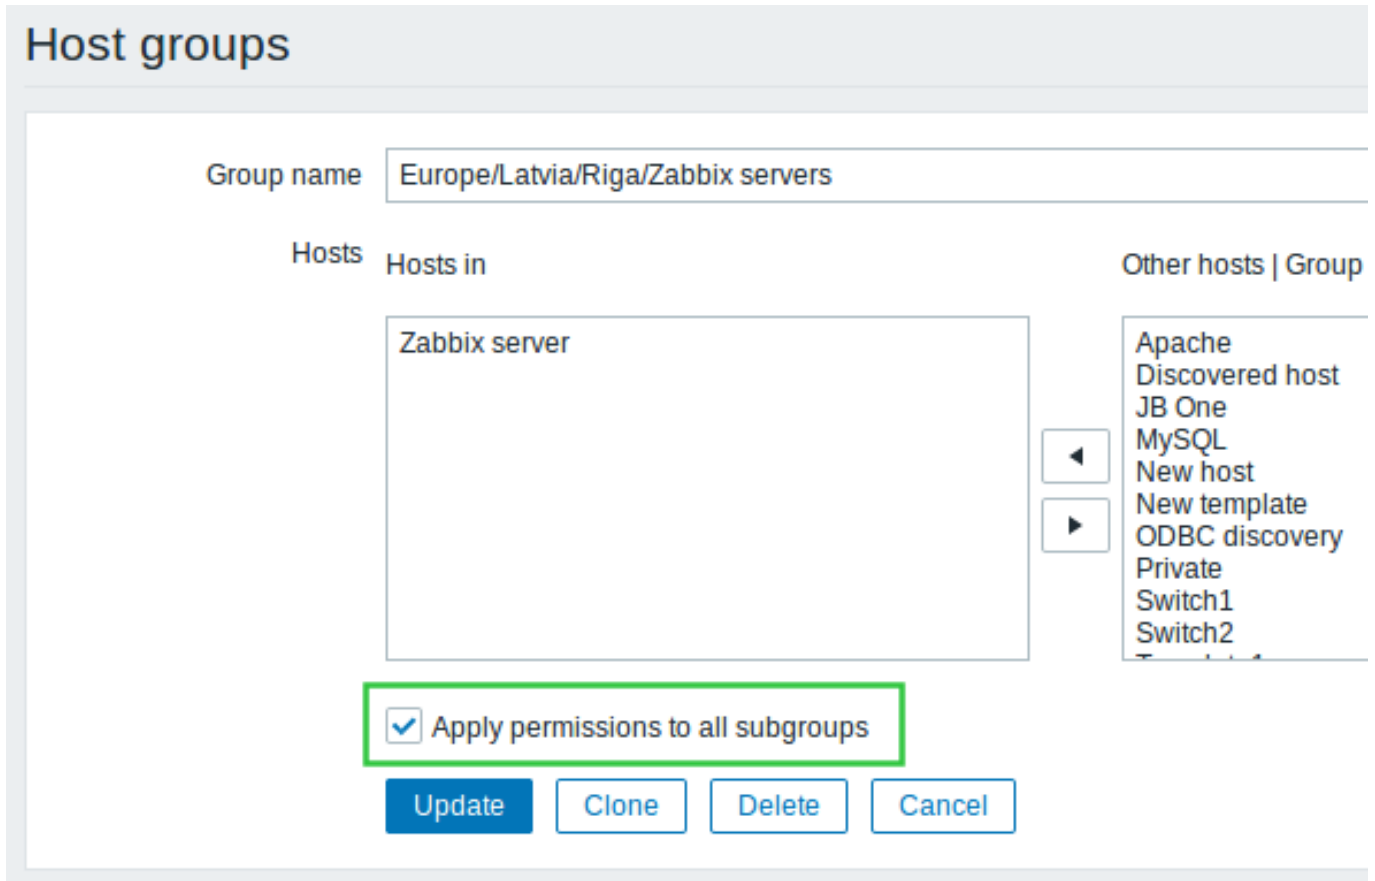 Host groups
Group name
Europe/Latvia/Riga/Zabbix servers
Hosts
Hosts in
Other hosts | Group
Zabbix server
Apache
Discovered host
JB One
MySQL
New host
New template
ODBC discovery
Private
Switch1
Switch2
Apply permissions to all subgroups
Update
Clone
Delete
Cancel